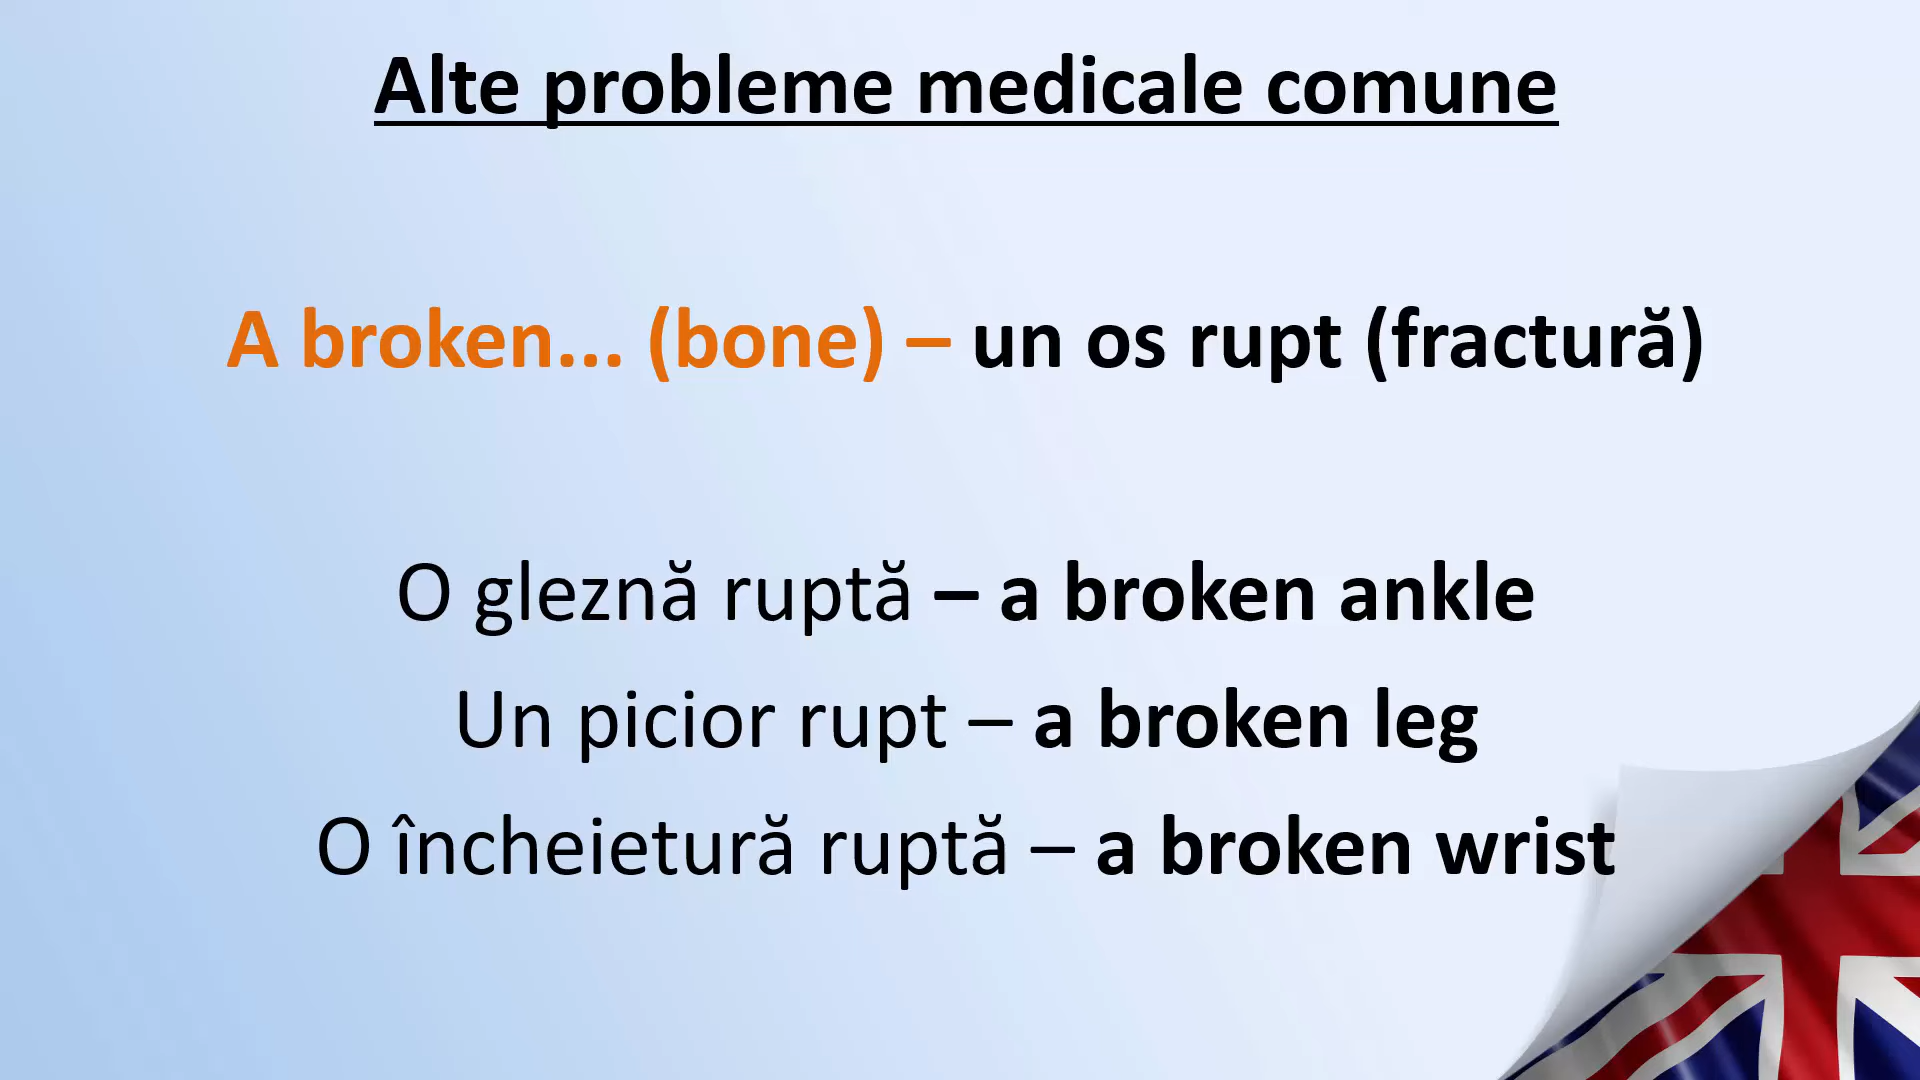 Alte probleme medicale comune
A broken... (bone) – un os rupt (fractură)
O gleznă ruptă – a broken ankle
Un picior rupt – a broken leg
O încheietură ruptă – a broken wrist